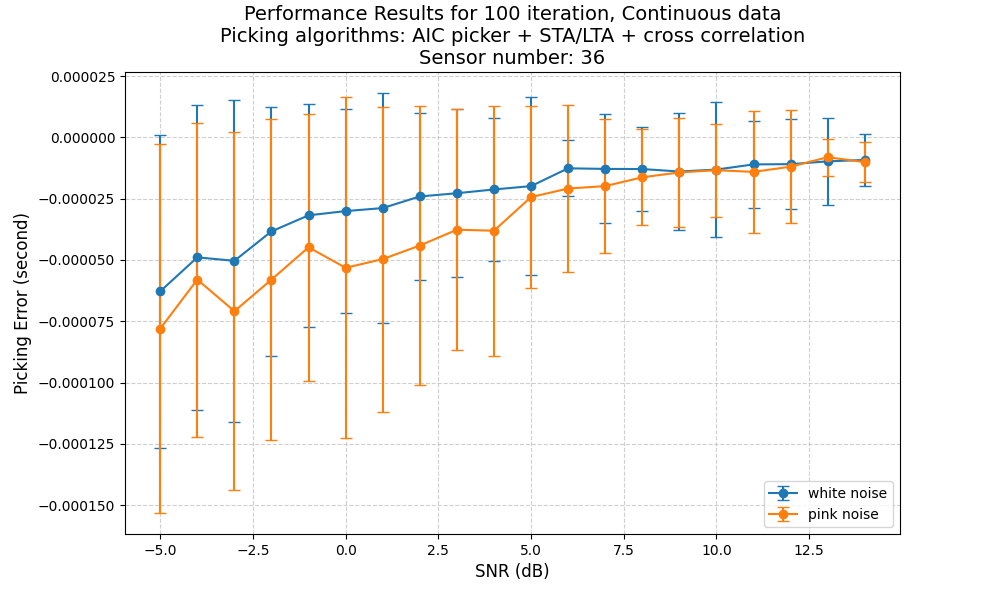 Performance Results for 100 iteration, Continuous data
Picking algorithms: AIC picker + STA/LTA + cross correlation
Sensor number: 36
Picking Error (second)
0.000025
0.000000
−0.000025
−0.000050
−0.000075
−0.000100
−0.000125
−0.000150
white noise
pink noise
−5.0 −2.5 0.0 2.5 5.0 7.5 10.0 12.5
SNR (dB)